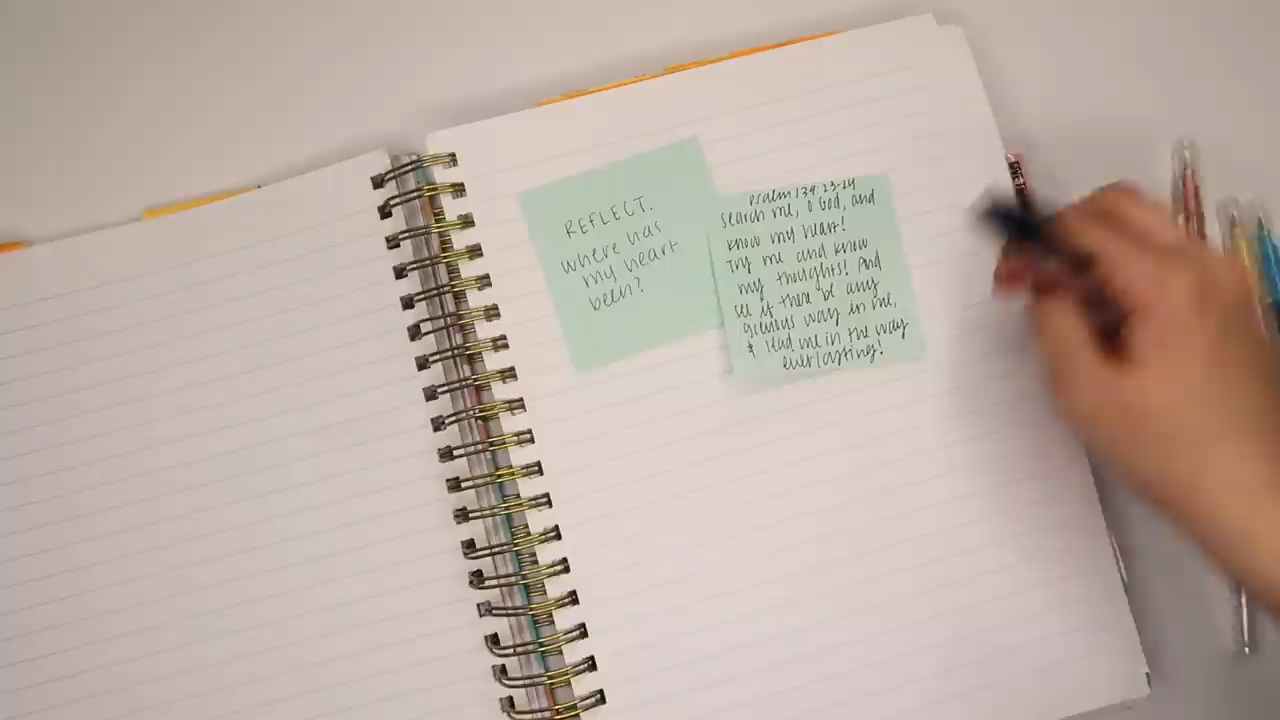 REFLECT.
where has
my heart
been?
psalm 139:23-24
search me, O God, and
know my heart!
Try me and know
my thoughts! And
see if there be any
grievous way in me,
& lead me in the way
everlasting!